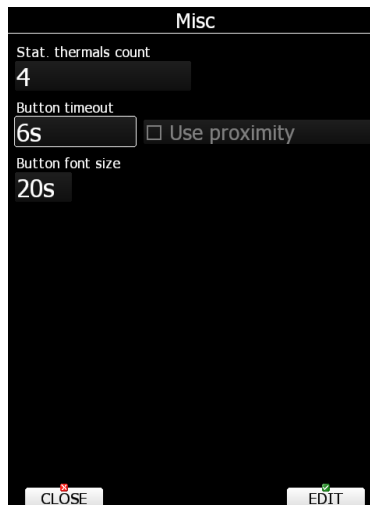 Misc
Stat. thermals count
4
Button timeout
6s
☐ Use proximity
Button font size
20s
CLOSE
EDIT